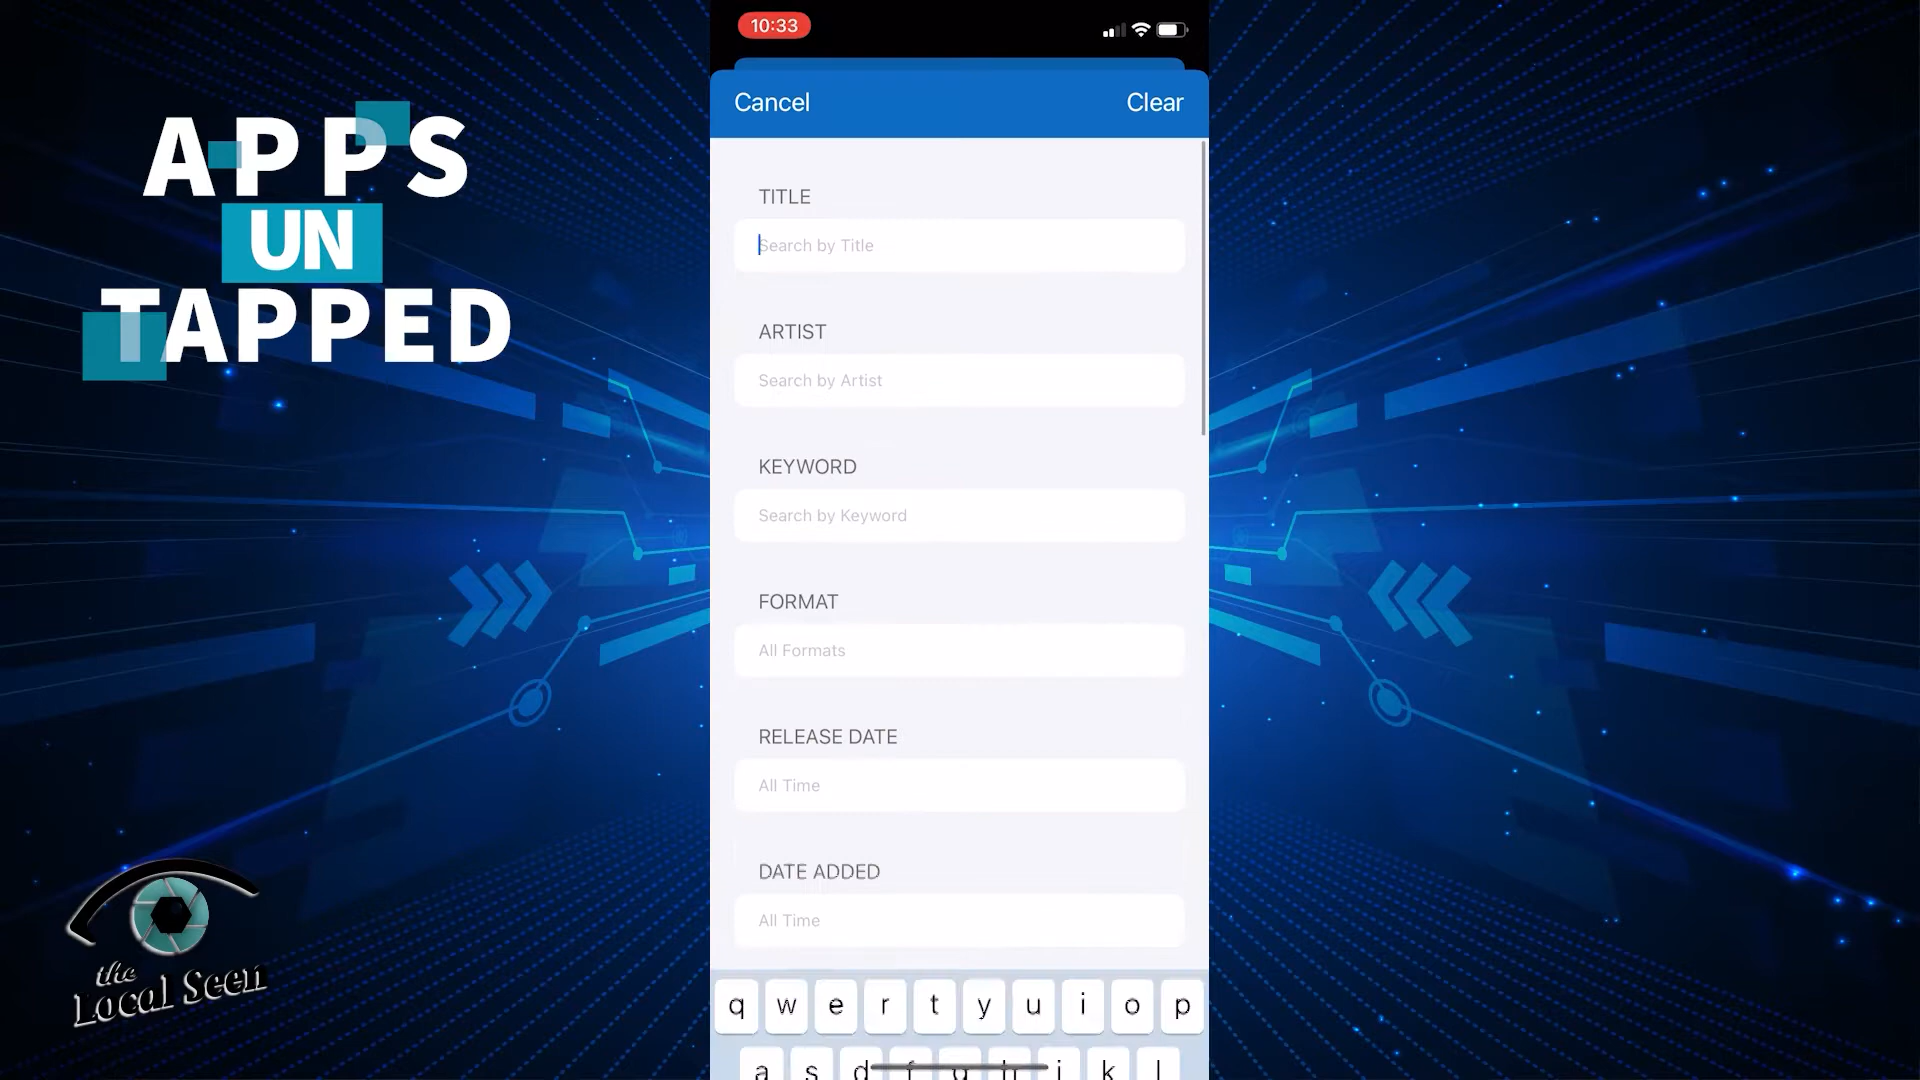 APPS
UN
TAPPED
10:33
Cancel
Clear
TITLE
Search by Title
ARTIST
Search by Artist
KEYWORD
Search by Keyword
FORMAT
All Formats
RELEASE DATE
All Time
DATE ADDED
All Time
q w e r t y u i o p
a s d f g h j k l
the
Local Seen